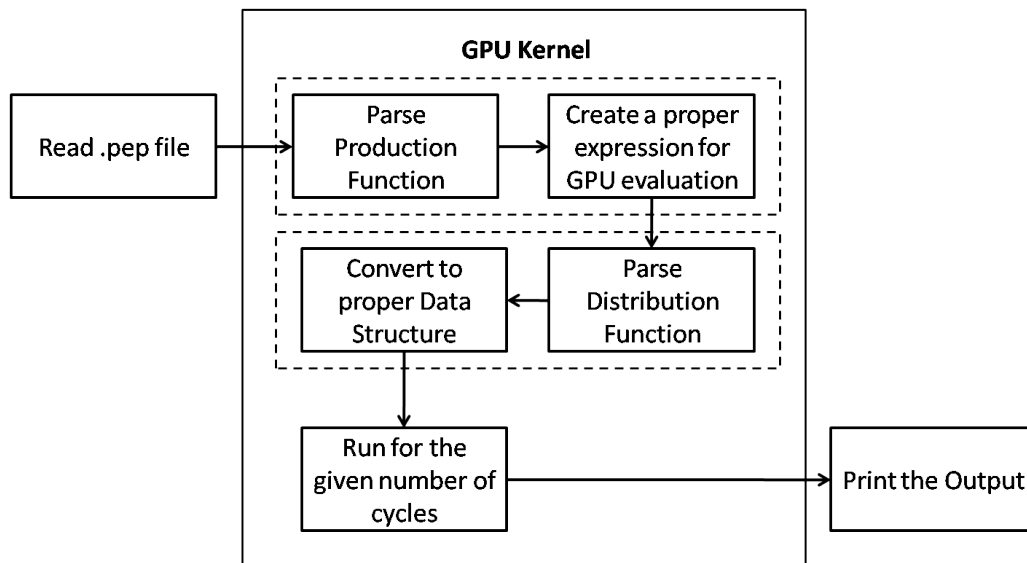 GPU Kernel
Read .pep file
Parse
Production
Function
Create a proper
expression for
GPU evaluation
Convert to
proper Data
Structure
Parse
Distribution
Function
Run for the
given number of
cycles
Print the Output